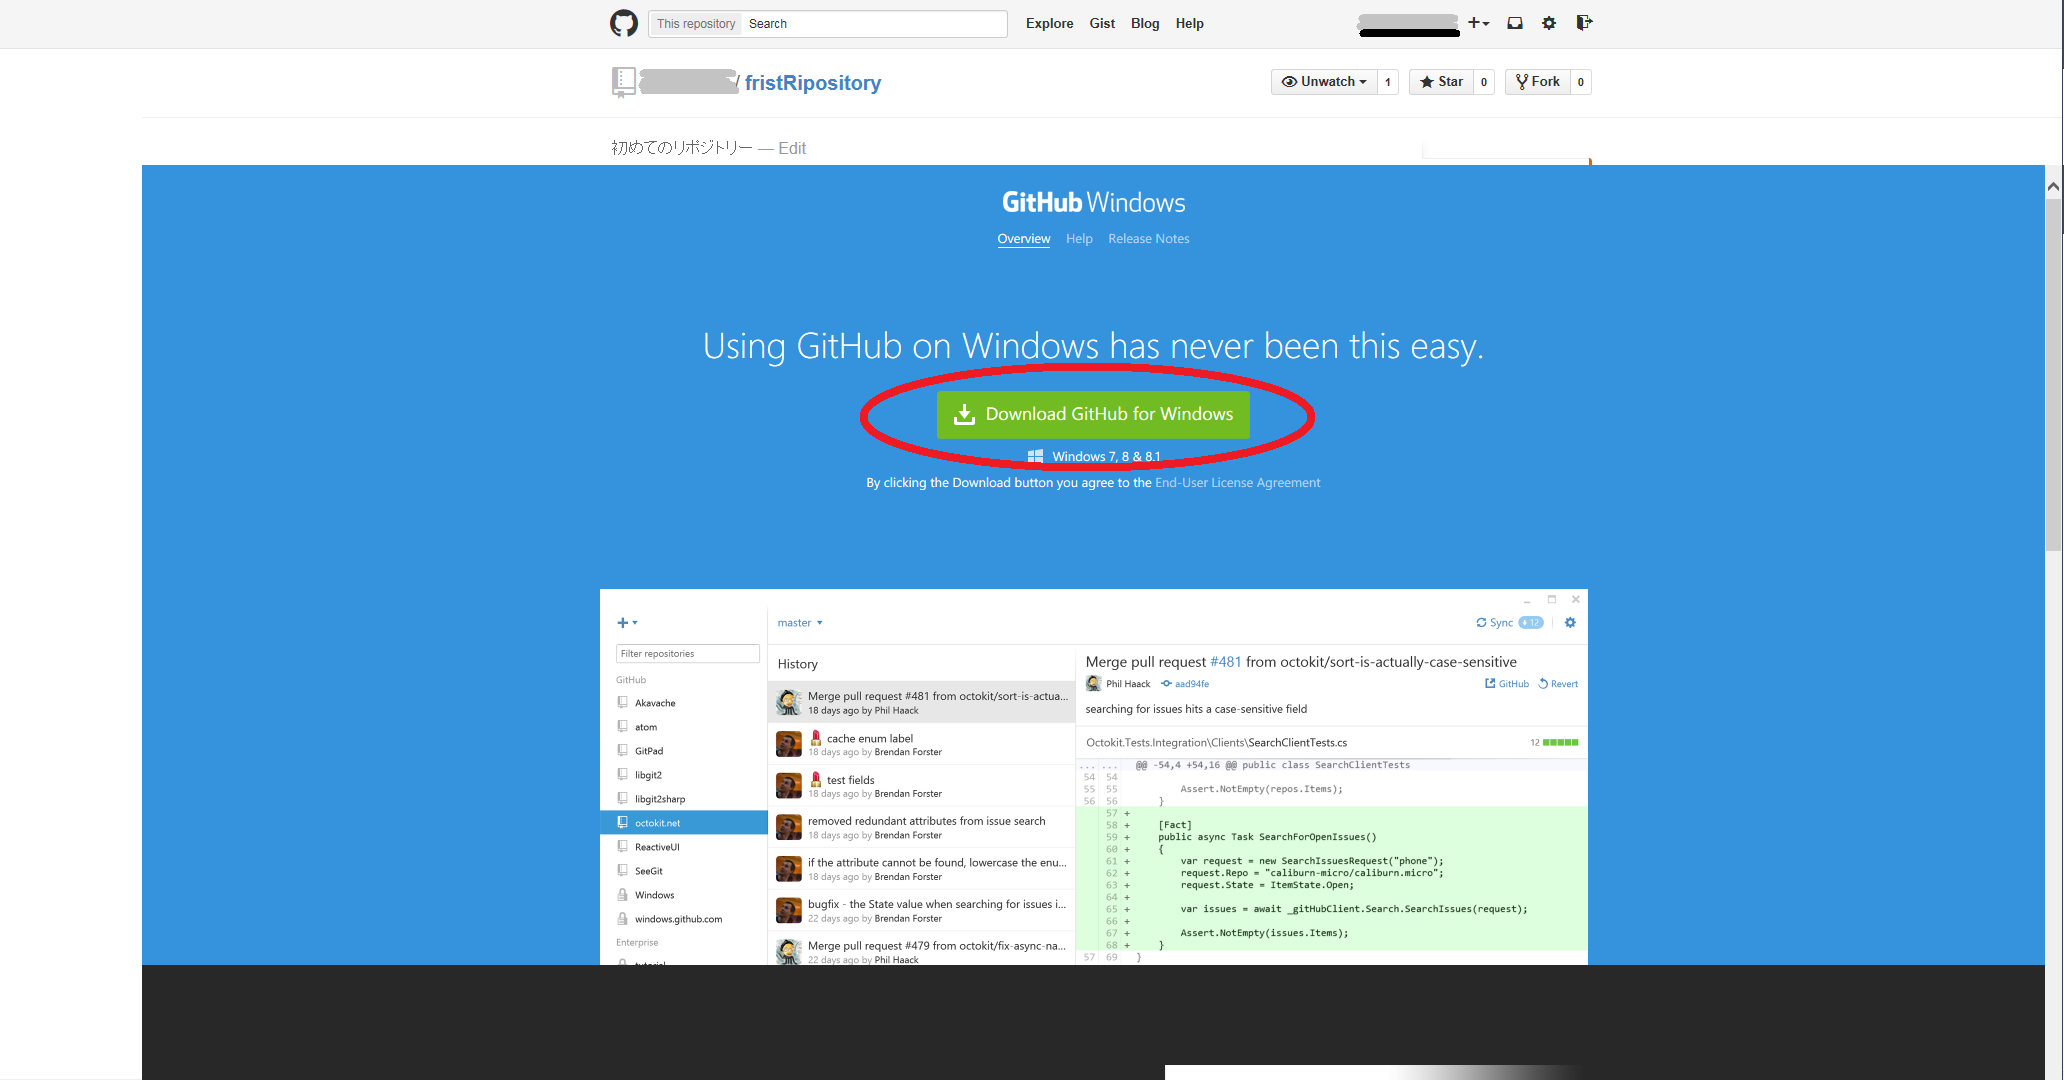 This repository Search Explore Gist Blog Help
/ fristRipository Unwatch 1 Star 0 Fork 0
初めてのリポジトリー — Edit
GitHub Windows
Overview Help Release Notes
Using GitHub on Windows has never been this easy.
Download GitHub for Windows
Windows 7, 8 & 8.1
By clicking the Download button you agree to the End-User License Agreement
master Sync 12
Filter repositories
GitHub
Akavache
atom
GitPad
libgit2
libgit2sharp
octokit.net
ReactiveUI
SeeGit
Windows
windows.github.com
Enterprise
tutorial
History
Merge pull request #481 from octokit/sort-is-actua...
18 days ago by Phil Haack
cache enum label
18 days ago by Brendan Forster
test fields
18 days ago by Brendan Forster
removed redundant attributes from issue search
18 days ago by Brendan Forster
if the attribute cannot be found, lowercase the enu...
18 days ago by Brendan Forster
bugfix - the State value when searching for issues i...
22 days ago by Brendan Forster
Merge pull request #479 from octokit/fix-async-na...
22 days ago by Phil Haack
Merge pull request #481 from octokit/sort-is-actually-case-sensitive
Phil Haack aad94fe GitHub Revert
searching for issues hits a case-sensitive field
Octokit.Tests.Integration\Clients\SearchClientTests.cs 12
... ... @@ -54,4 +54,16 @@ public class SearchClientTests
54 54
55 55 Assert.NotEmpty(repos.Items);
56 56 }
57 +
58 + [Fact]
59 + public async Task SearchForOpenIssues()
60 + {
61 + var request = new SearchIssuesRequest("phone");
62 + request.Repo = "caliburn-micro/caliburn.micro";
63 + request.State = ItemState.Open;
64 +
65 + var issues = await _gitHubClient.Search.SearchIssues(request);
66 +
67 + Assert.NotEmpty(issues.Items);
68 + }
57 69 }